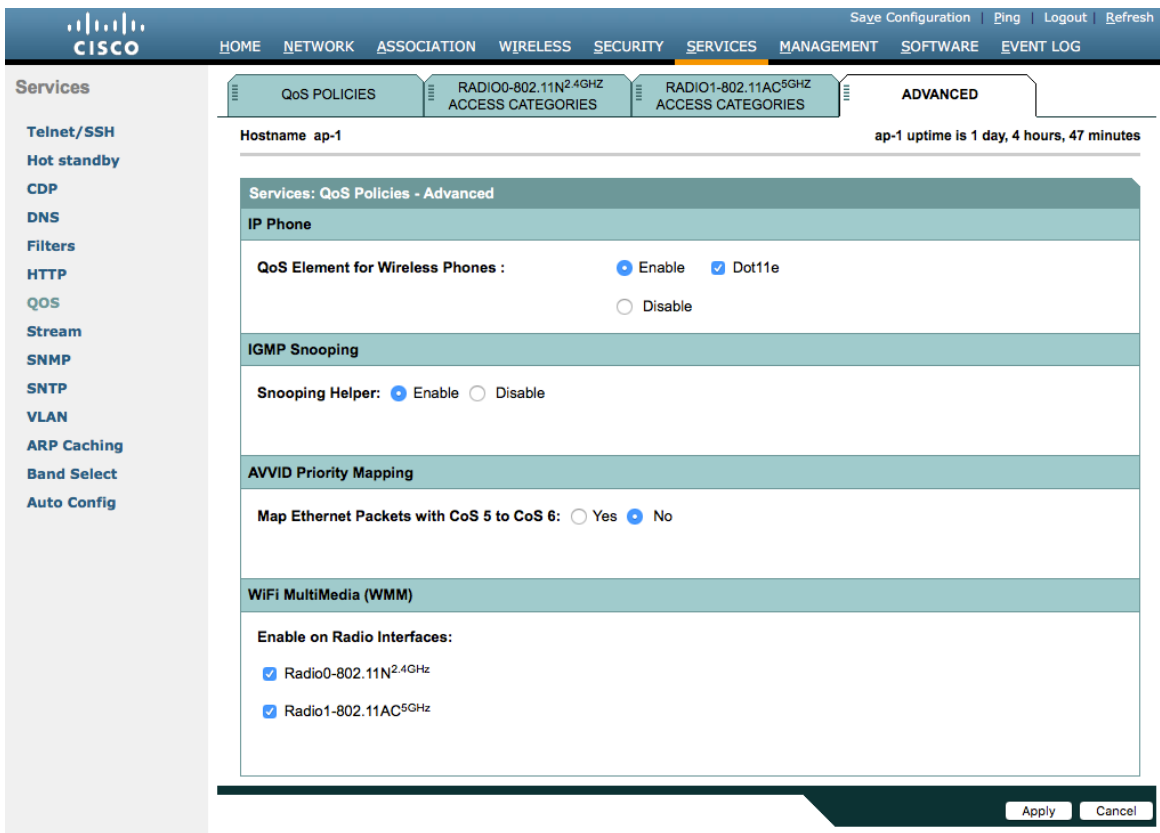 Save Configuration | Ping | Logout | Refresh
CISCO
HOME NETWORK ASSOCIATION WIRELESS SECURITY SERVICES MANAGEMENT SOFTWARE EVENT LOG
Services
Telnet/SSH
Hot standby
CDP
DNS
Filters
HTTP
QOS
Stream
SNMP
SNTP
VLAN
ARP Caching
Band Select
Auto Config
QoS POLICIES
RADIO0-802.11N2.4GHZ
ACCESS CATEGORIES
RADIO1-802.11AC5GHZ
ACCESS CATEGORIES
ADVANCED
Hostname ap-1
ap-1 uptime is 1 day, 4 hours, 47 minutes
Services: QoS Policies - Advanced
IP Phone
QoS Element for Wireless Phones : Enable Dot11e
Disable
IGMP Snooping
Snooping Helper: Enable Disable
AVVID Priority Mapping
Map Ethernet Packets with CoS 5 to CoS 6: Yes No
WiFi MultiMedia (WMM)
Enable on Radio Interfaces:
Radio0-802.11N2.4GHz
Radio1-802.11AC5GHz
Apply Cancel